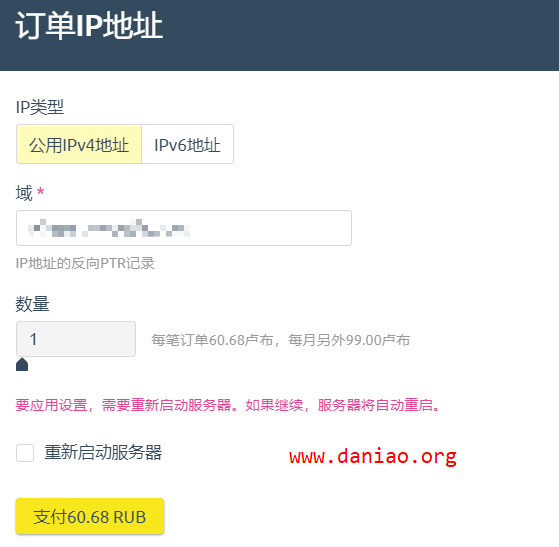 订单IP地址
IP类型
公用IPv4地址 IPv6地址
域 *
IP地址的反向PTR记录
数量
1 每笔订单60.68卢布，每月另外99.00卢布
要应用设置，需要重新启动服务器。如果继续，服务器将自动重启。
重新启动服务器
www.daniao.org
支付60.68 RUB